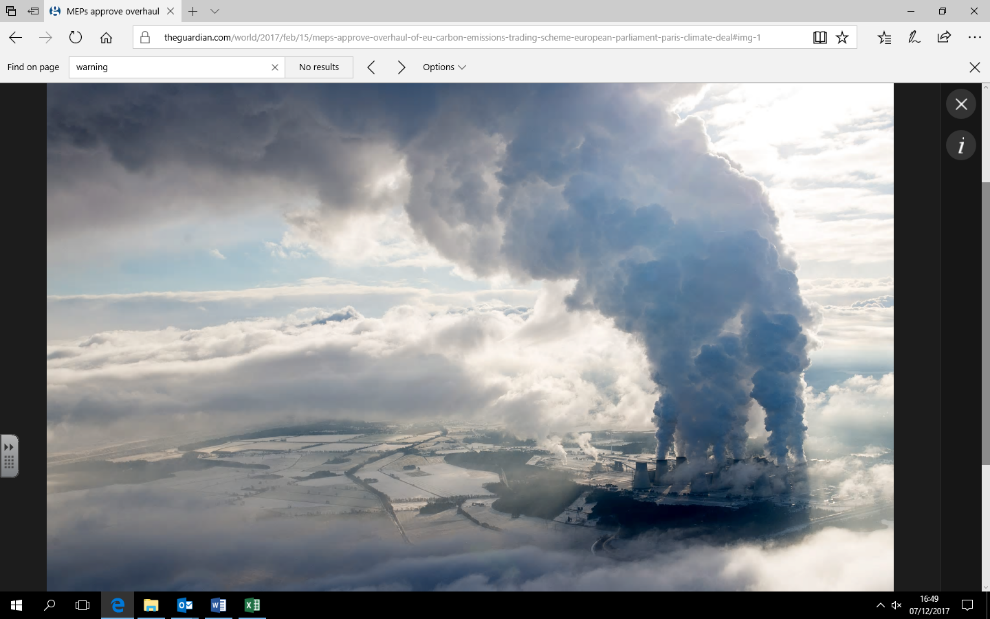 MEPs approve overhaul
theguardian.com/world/2017/feb/15/meps-approve-overhaul-of-eu-carbon-emissions-trading-scheme-european-parliament-paris-climate-deal#img-1
Find on page warning No results Options
i
16:49
07/12/2017